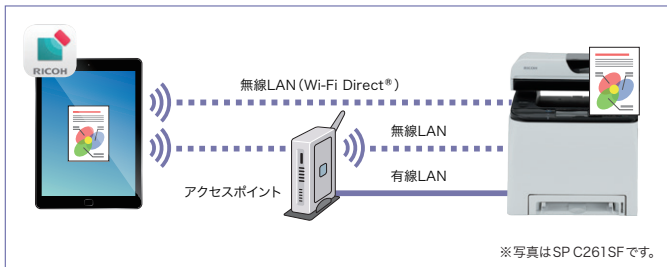 RICOH
無線LAN(Wi-Fi Direct®)
無線LAN
アクセスポイント
有線LAN
RICOH
※写真はSP C261SFです。